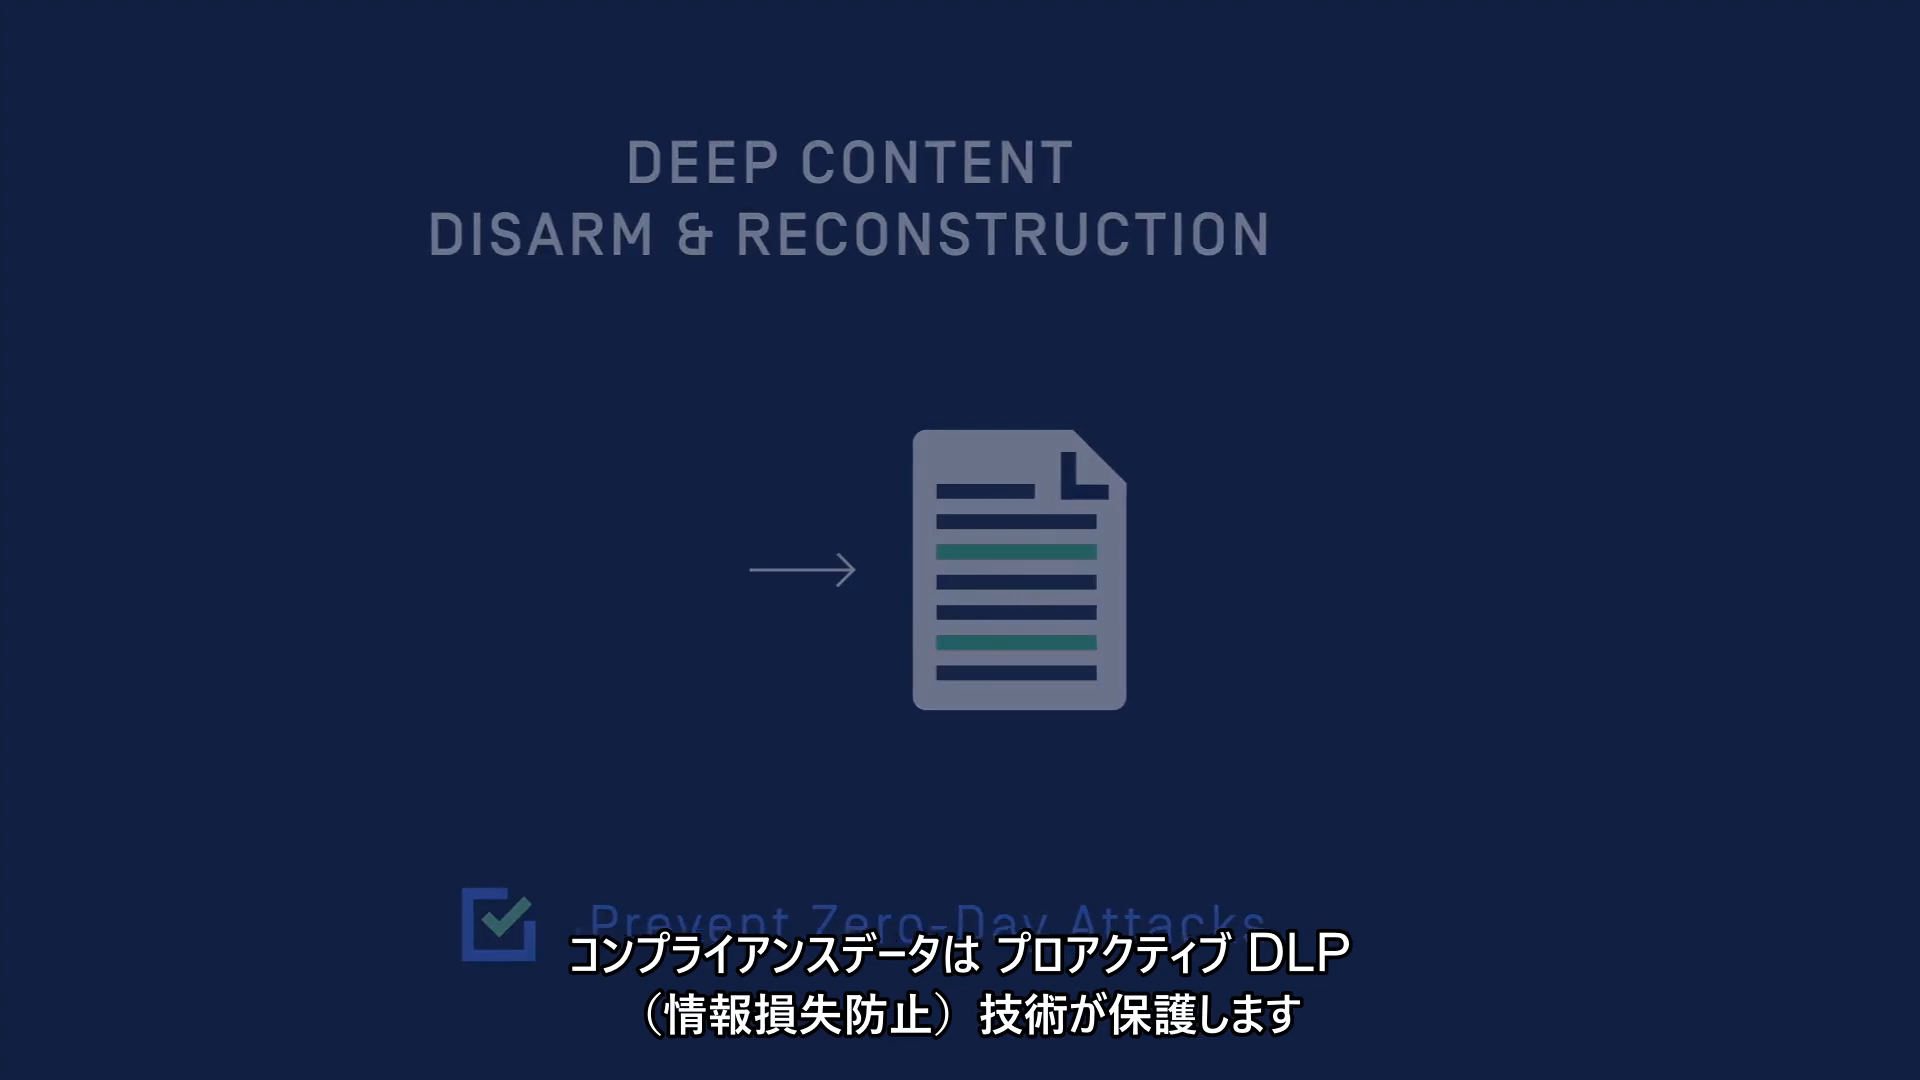 DEEP CONTENT
DISARM & RECONSTRUCTION
Prevent Zero-Day Attacks
コンプライアンスデータは プロアクティブ DLP
（情報損失防止）技術が保護します